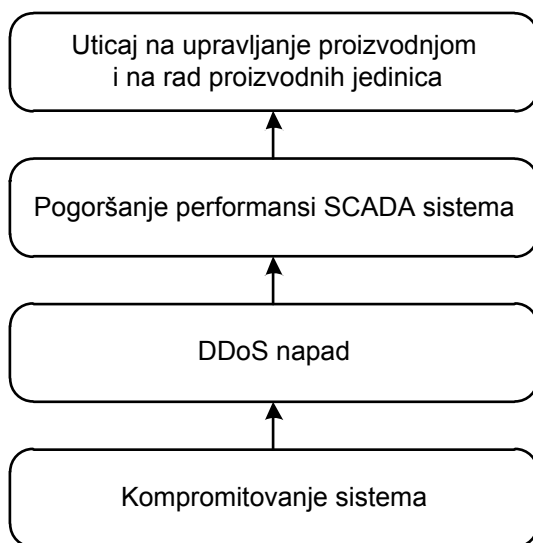 Uticaj na upravljanje proizvodnjom
i na rad proizvodnih jedinica
Pogoršanje performansi SCADA sistema
DDoS napad
Kompromitovanje sistema